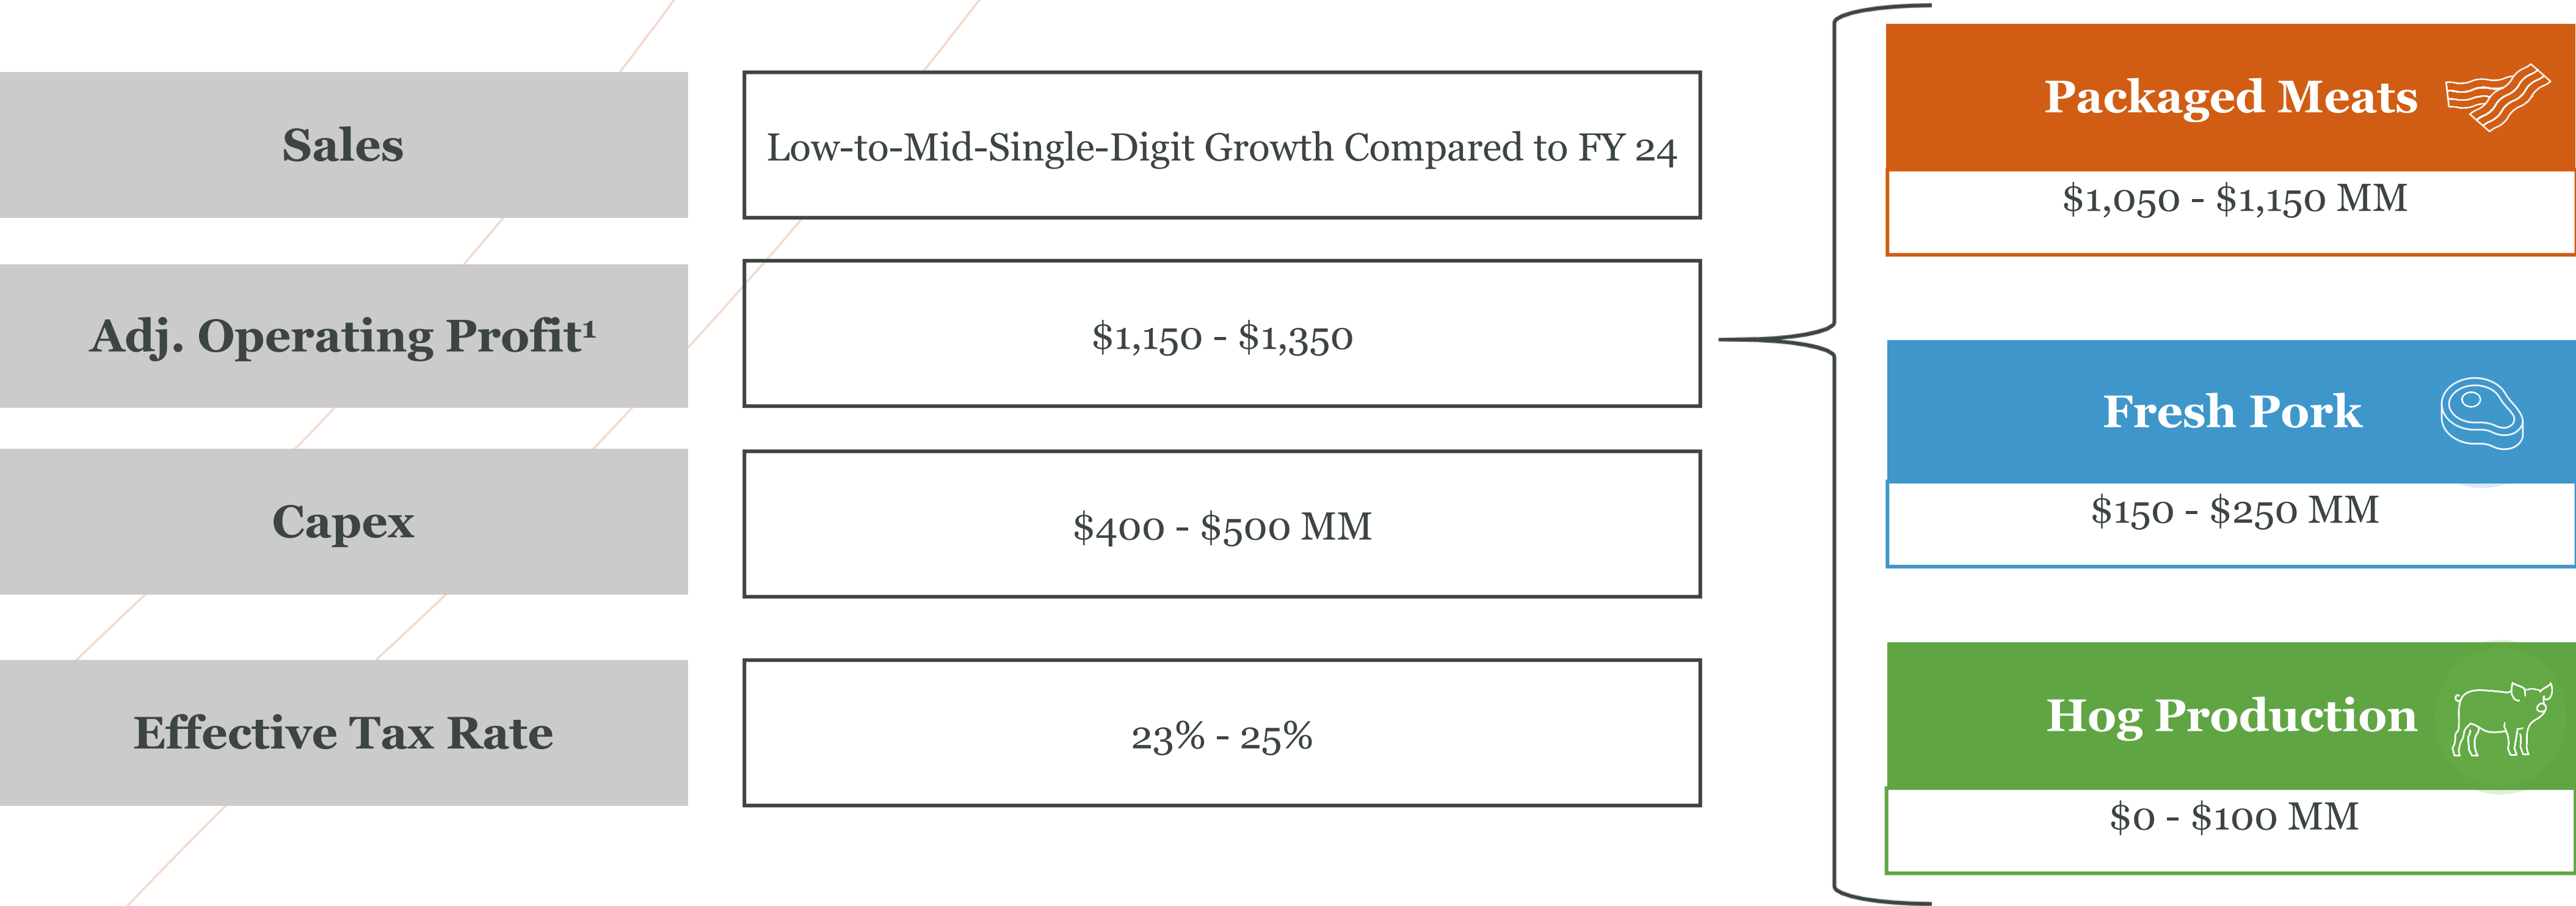 Sales
Low-to-Mid-Single-Digit Growth Compared to FY 24
Adj. Operating Profit¹
$1,150 - $1,350
Capex
$400 - $500 MM
Effective Tax Rate
23% - 25%
Packaged Meats
$1,050 - $1,150 MM
Fresh Pork
$150 - $250 MM
Hog Production
$0 - $100 MM